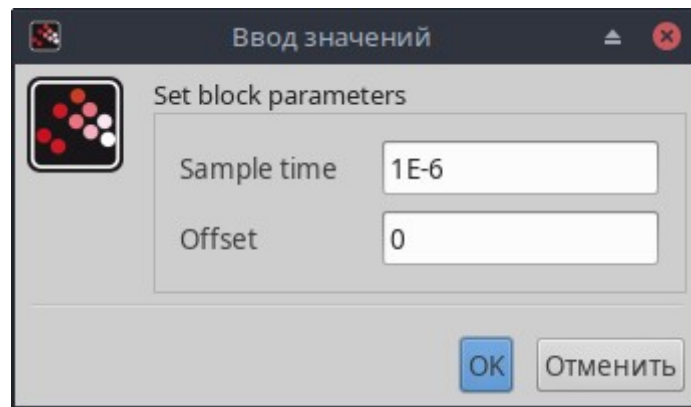 Ввод значений
Set block parameters
Sample time 1E-6
Offset 0
OK Отменить